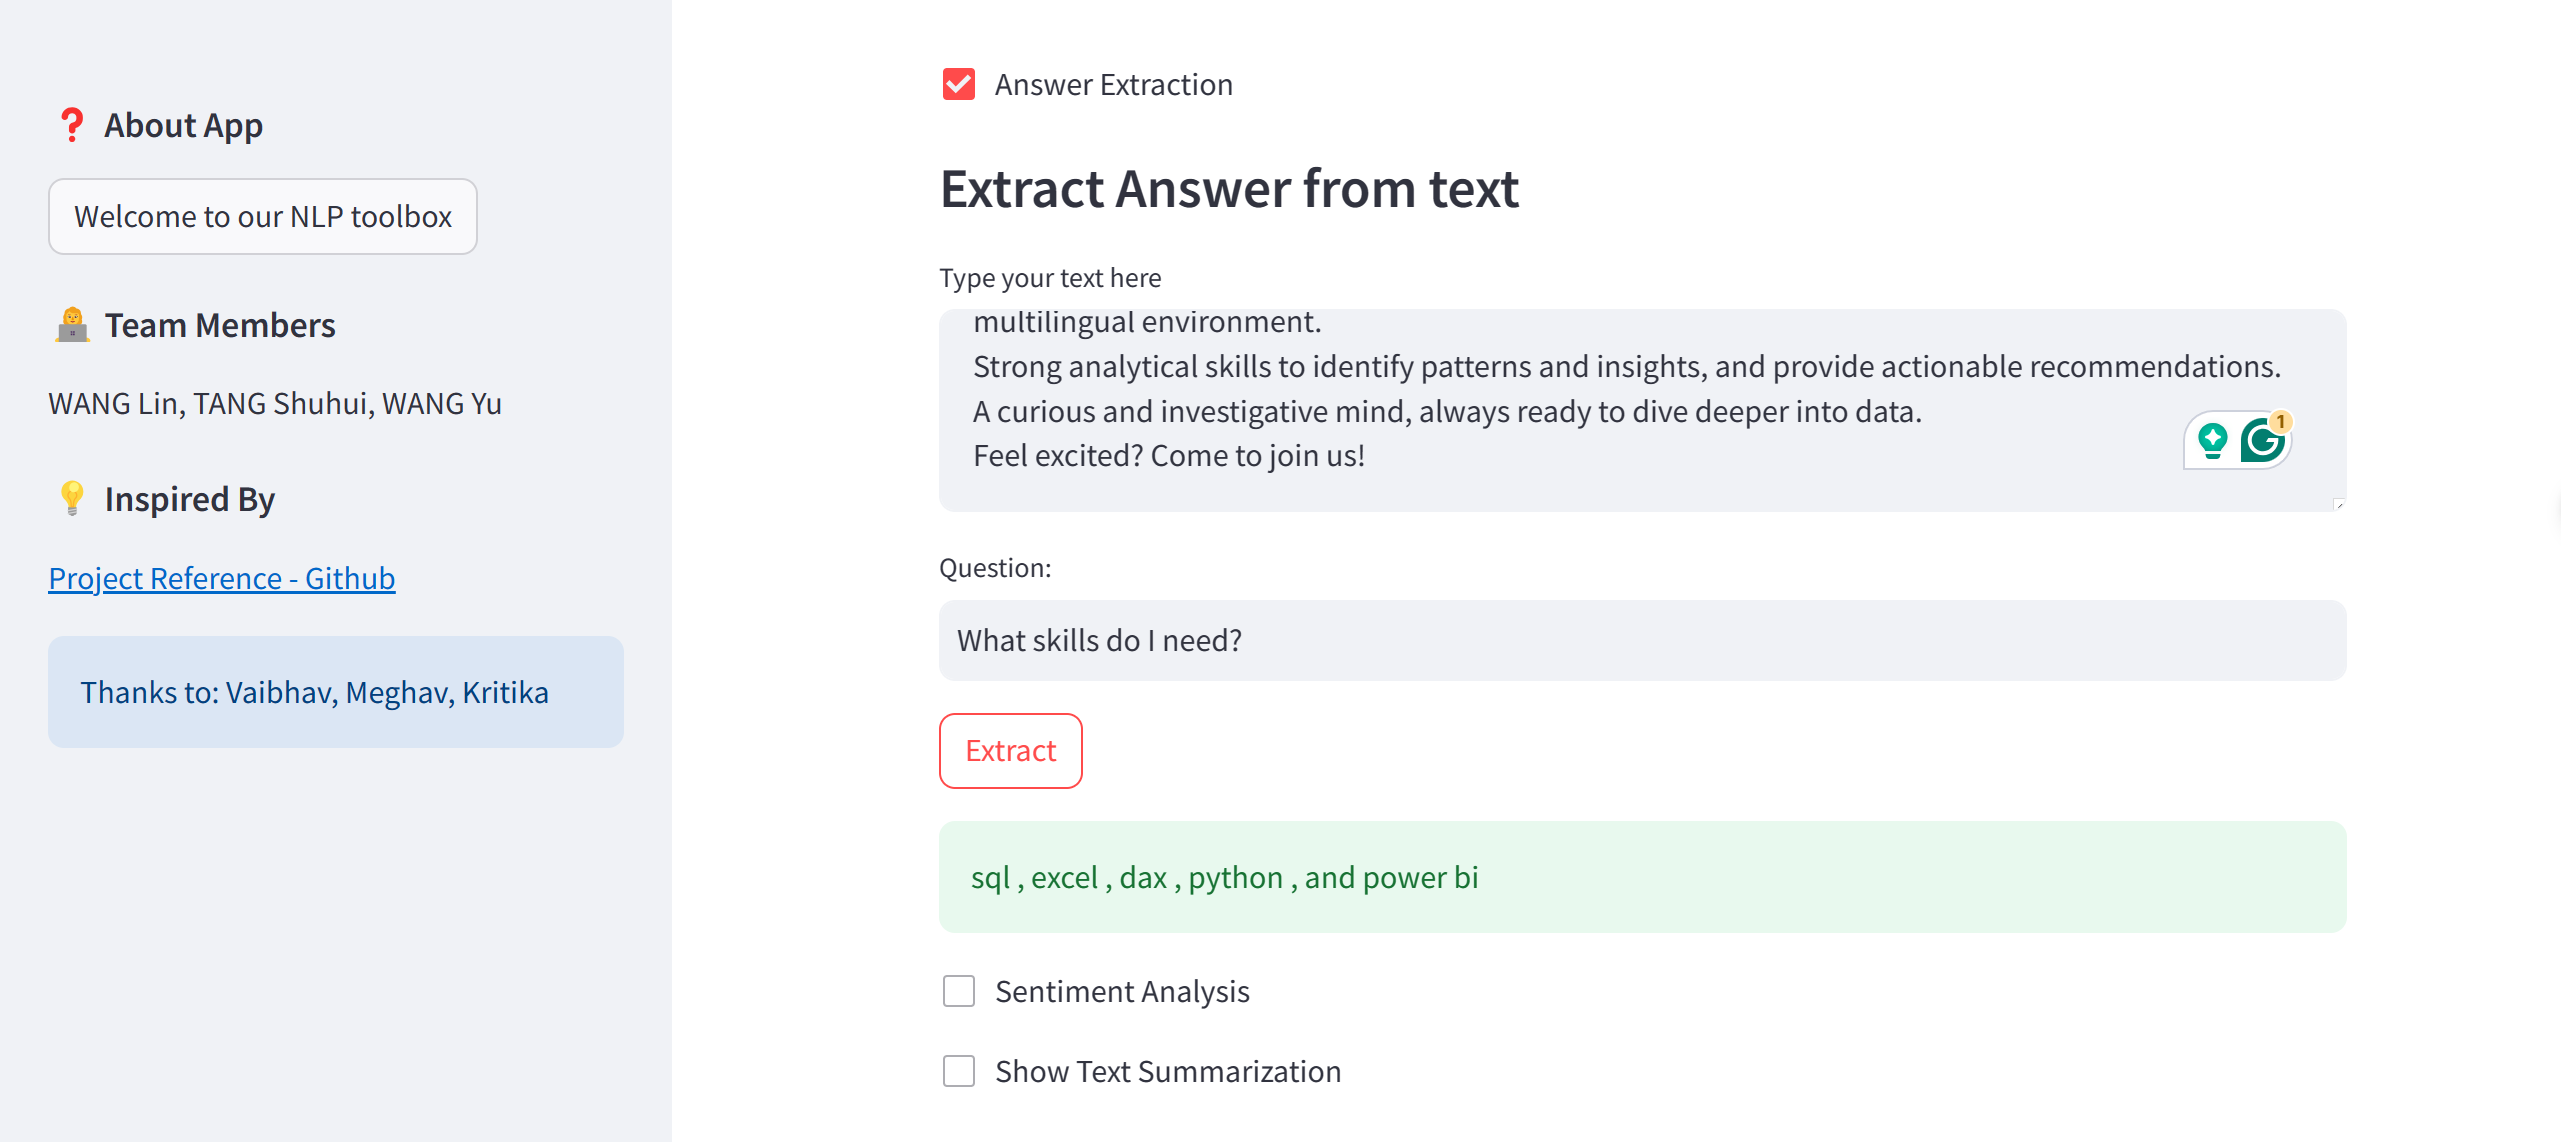 About App
Welcome to our NLP toolbox
Team Members
WANG Lin, TANG Shuhui, WANG Yu
Inspired By
Project Reference - Github
Thanks to: Vaibhav, Meghav, Kritika
Answer Extraction
Extract Answer from text
Type your text here
multilingual environment.
Strong analytical skills to identify patterns and insights, and provide actionable recommendations.
A curious and investigative mind, always ready to dive deeper into data.
Feel excited? Come to join us!
1
Question:
What skills do I need?
Extract
sql , excel , dax , python , and power bi
Sentiment Analysis
Show Text Summarization